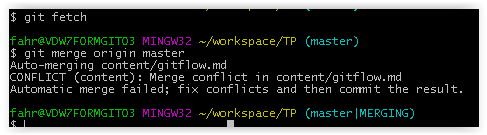 $ git fetch
fahr@VDW7FORMGIT03 MINGW32 ~/workspace/TP (master)
$ git merge origin master
Auto-merging content/gitflow.md
CONFLICT (content): Merge conflict in content/gitflow.md
Automatic merge failed; fix conflicts and then commit the result.
fahr@VDW7FORMGIT03 MINGW32 ~/workspace/TP (master|MERGING)
$